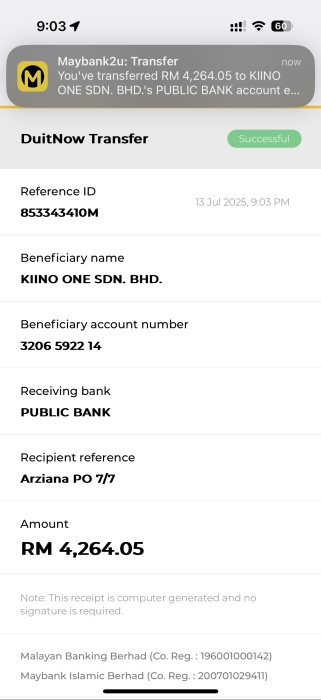 9:03
60
Maybank2u: Transfer
now
You've transferred RM 4,264.05 to KIINO
ONE SDN. BHD.'s PUBLIC BANK account e...
DuitNow Transfer
Successful
Reference ID
13 Jul 2025, 9:03 PM
853343410M
Beneficiary name
KIINO ONE SDN. BHD.
Beneficiary account number
3206 5922 14
Receiving bank
PUBLIC BANK
Recipient reference
Arziana PO 7/7
Amount
RM 4,264.05
Note: This receipt is computer generated and no
signature is required.
Malayan Banking Berhad (Co. Reg. : 196001000142)
Maybank Islamic Berhad (Co. Reg. : 200701029411)